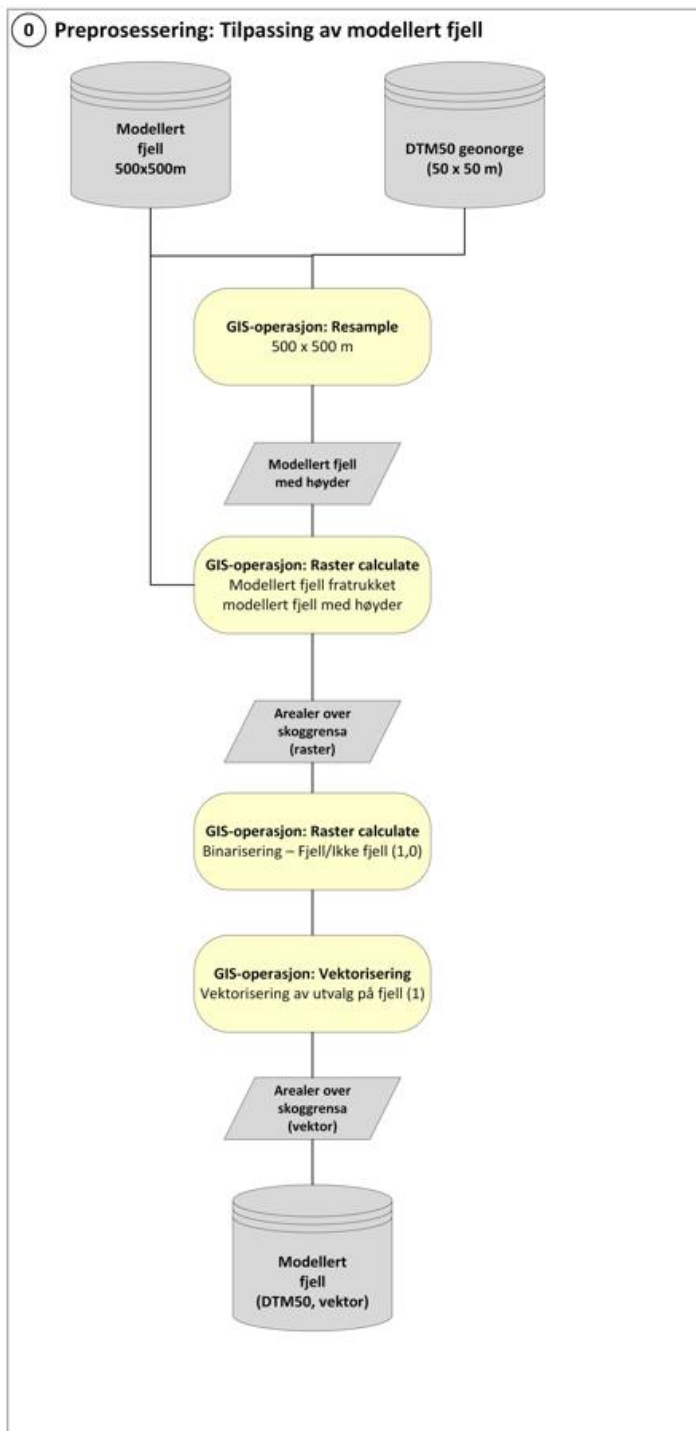 0 Preprosessering: Tilpassing av modellert fjell
Modellert
fjell
500x500m
DTM50 geonorge
(50 x 50 m)
GIS-operasjon: Resample
500 x 500 m
Modellert fjell
med høyder
GIS-operasjon: Raster calculate
Modellert fjell fratrukket
modellert fjell med høyder
Arealer over
skoggrensa
(raster)
GIS-operasjon: Raster calculate
Binarisering – Fjell/Ikke fjell (1,0)
GIS-operasjon: Vektorisering
Vektorisering av utvalg på fjell (1)
Arealer over
skoggrensa
(vektor)
Modellert
fjell
(DTM50, vektor)